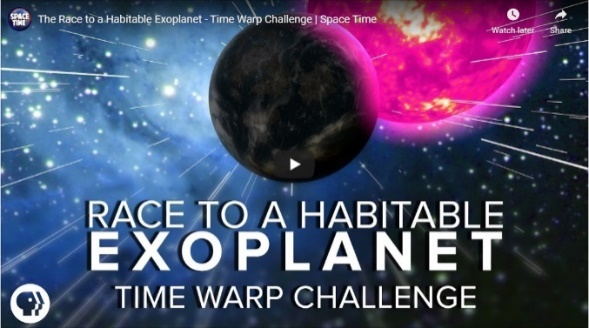 SPACE TIME
The Race to a Habitable Exoplanet - Time Warp Challenge | Space Time
Watch later
Share
RACE TO A HABITABLE
EXOPLANET
TIME WARP CHALLENGE